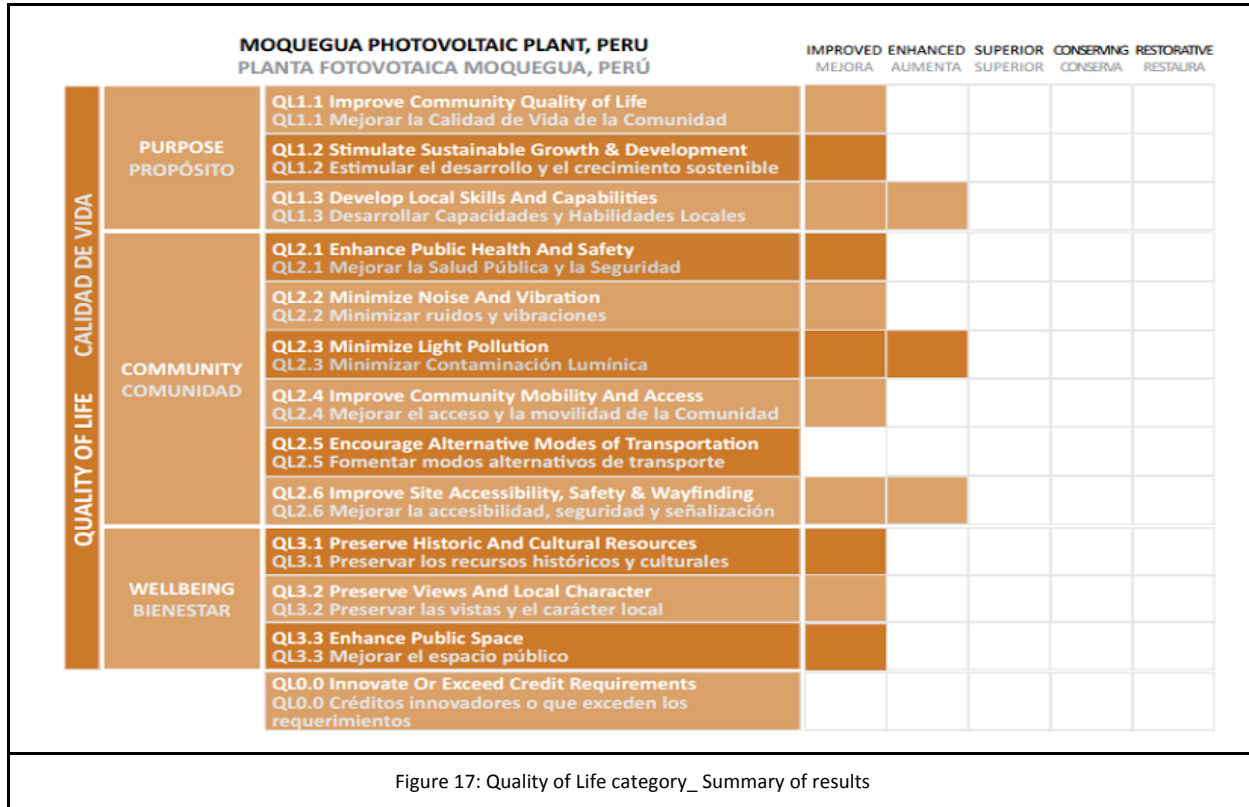 MOQUEGUA PHOTOVOLTAIC PLANT, PERU
PLANTA FOTOVOTAICA MOQUEGUA, PERÚ
IMPROVED ENHANCED SUPERIOR CONSERVING RESTORATIVE
MEJORA AUMENTA SUPERIOR CONSERVA RESTAURA
QUALITY OF LIFE CALIDAD DE VIDA
PURPOSE
PROPÓSITO
QL1.1 Improve Community Quality of Life
QL1.1 Mejorar la Calidad de Vida de la Comunidad
QL1.2 Stimulate Sustainable Growth & Development
QL1.2 Estimular el desarrollo y el crecimiento sostenible
QL1.3 Develop Local Skills And Capabilities
QL1.3 Desarrollar Capacidades y Habilidades Locales
COMMUNITY
COMUNIDAD
QL2.1 Enhance Public Health And Safety
QL2.1 Mejorar la Salud Pública y la Seguridad
QL2.2 Minimize Noise And Vibration
QL2.2 Minimizar ruidos y vibraciones
QL2.3 Minimize Light Pollution
QL2.3 Minimizar Contaminación Lumínica
QL2.4 Improve Community Mobility And Access
QL2.4 Mejorar el acceso y la movilidad de la Comunidad
QL2.5 Encourage Alternative Modes of Transportation
QL2.5 Fomentar modos alternativos de transporte
QL2.6 Improve Site Accessibility, Safety & Wayfinding
QL2.6 Mejorar la accesibilidad, seguridad y señalización
WELLBEING
BIENESTAR
QL3.1 Preserve Historic And Cultural Resources
QL3.1 Preservar los recursos históricos y culturales
QL3.2 Preserve Views And Local Character
QL3.2 Preservar las vistas y el carácter local
QL3.3 Enhance Public Space
QL3.3 Mejorar el espacio público
QL0.0 Innovate Or Exceed Credit Requirements
QL0.0 Créditos innovadores o que exceden los
requerimientos
Figure 17: Quality of Life category_ Summary of results